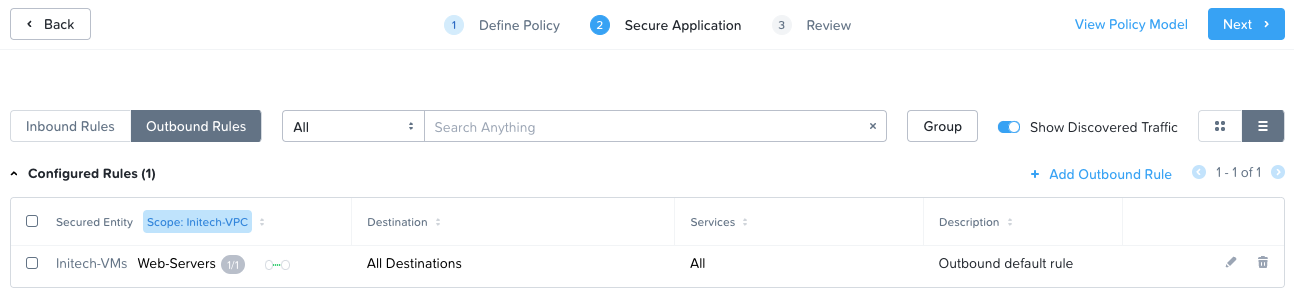 Back
1 Define Policy 2 Secure Application 3 Review
View Policy Model Next
Inbound Rules Outbound Rules All Search Anything × Group Show Discovered Traffic
Configured Rules (1) + Add Outbound Rule 1 - 1 of 1
Secured Entity Scope: Initech-VPC Destination Services Description
Initech-VMs Web-Servers 1/1 All Destinations All Outbound default rule